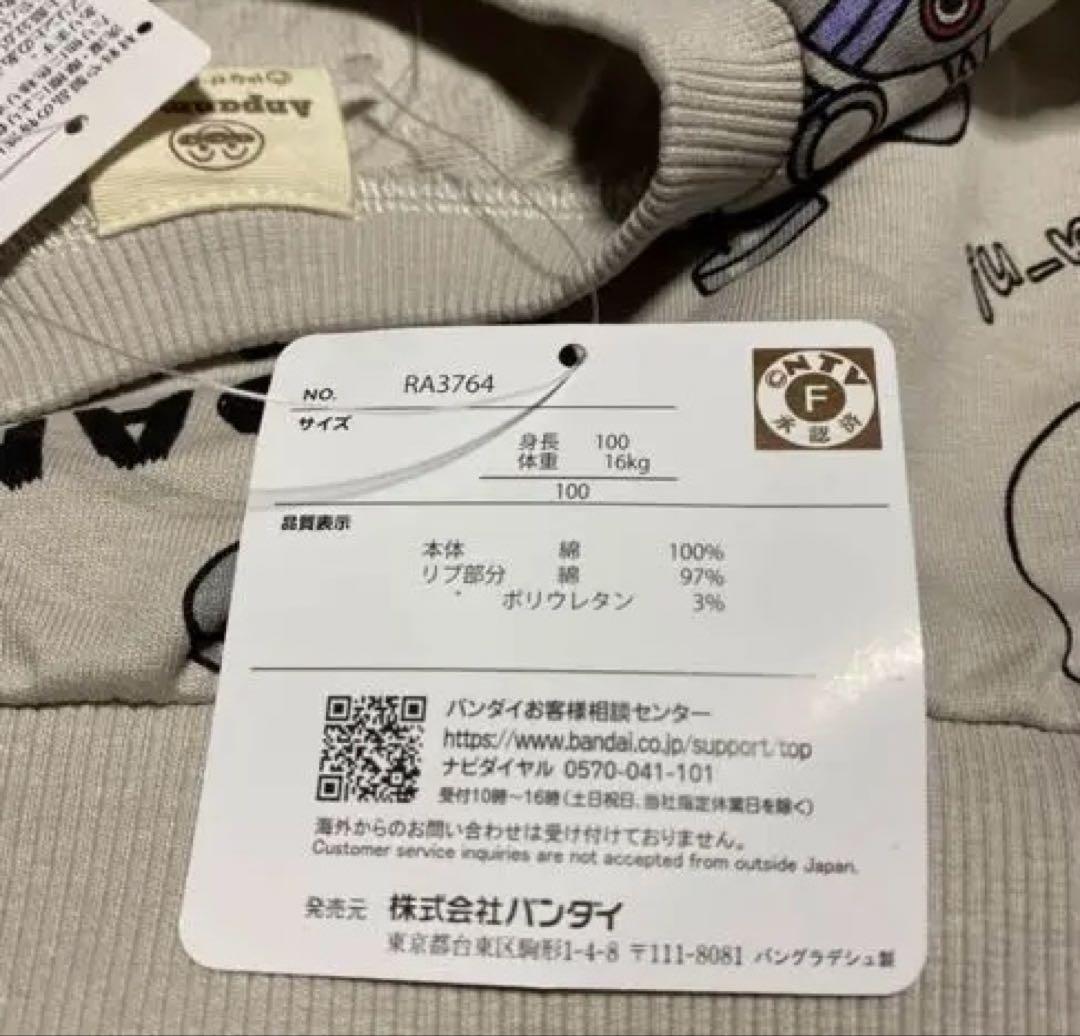 Anpanm
ju-w
NO. RA3764
サイズ
身長 100
体重 16kg
100
CNTV
F
承認済
品質表示
本体 綿 100%
リブ部分 綿 97%
ポリウレタン 3%
バンダイお客様相談センター
https://www.bandai.co.jp/support/top
ナビダイヤル 0570-041-101
受付10時~16時(土日祝日、当社指定休業日を除く)
海外からのお問い合わせは受け付けておりません。
Customer service inquiries are not accepted from outside Japan.
発売元 株式会社バンダイ
東京都台東区駒形1-4-8 〒111-8081 バングラデシュ製